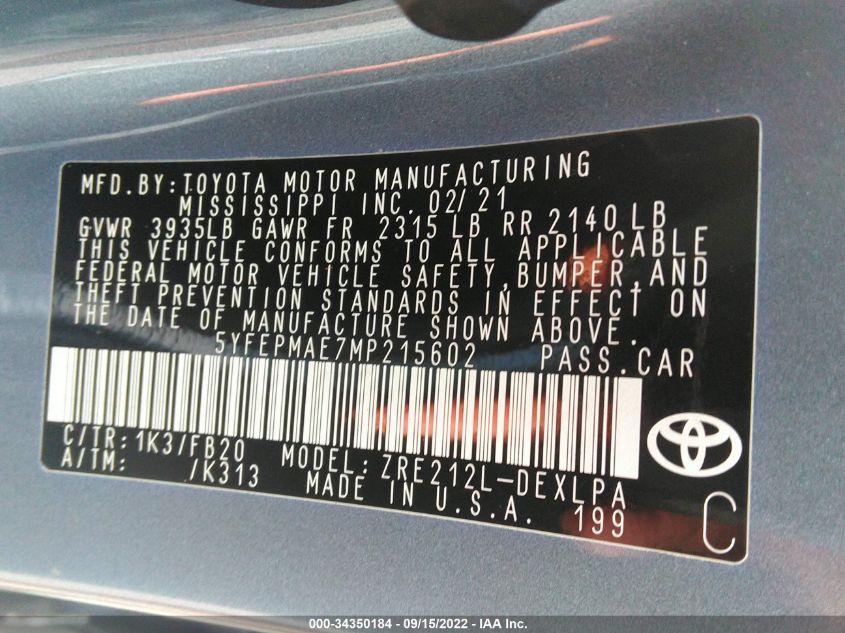 MFD.BY:TOYOTA MOTOR MANUFACTURING
MISSISSIPPI INC. 02/21
GVWR 3935LB GAWR FR 2315 LB RR 2140 LB
THIS VEHICLE CONFORMS TO ALL APPLICABLE
FEDERAL MOTOR VEHICLE SAFETY,BUMPER,AND
THEFT PREVENTION STANDARDS IN EFFECT ON
THE DATE OF MANUFACTURE SHOWN ABOVE.
5YFEPMAE7MP215602 PASS.CAR
C/TR:1K3/FB20 MODEL:ZRE212L-DEXLPA
A/TM: /K313 MADE IN U.S.A. 199
C
000-34350184 - 09/15/2022 - IAA Inc.